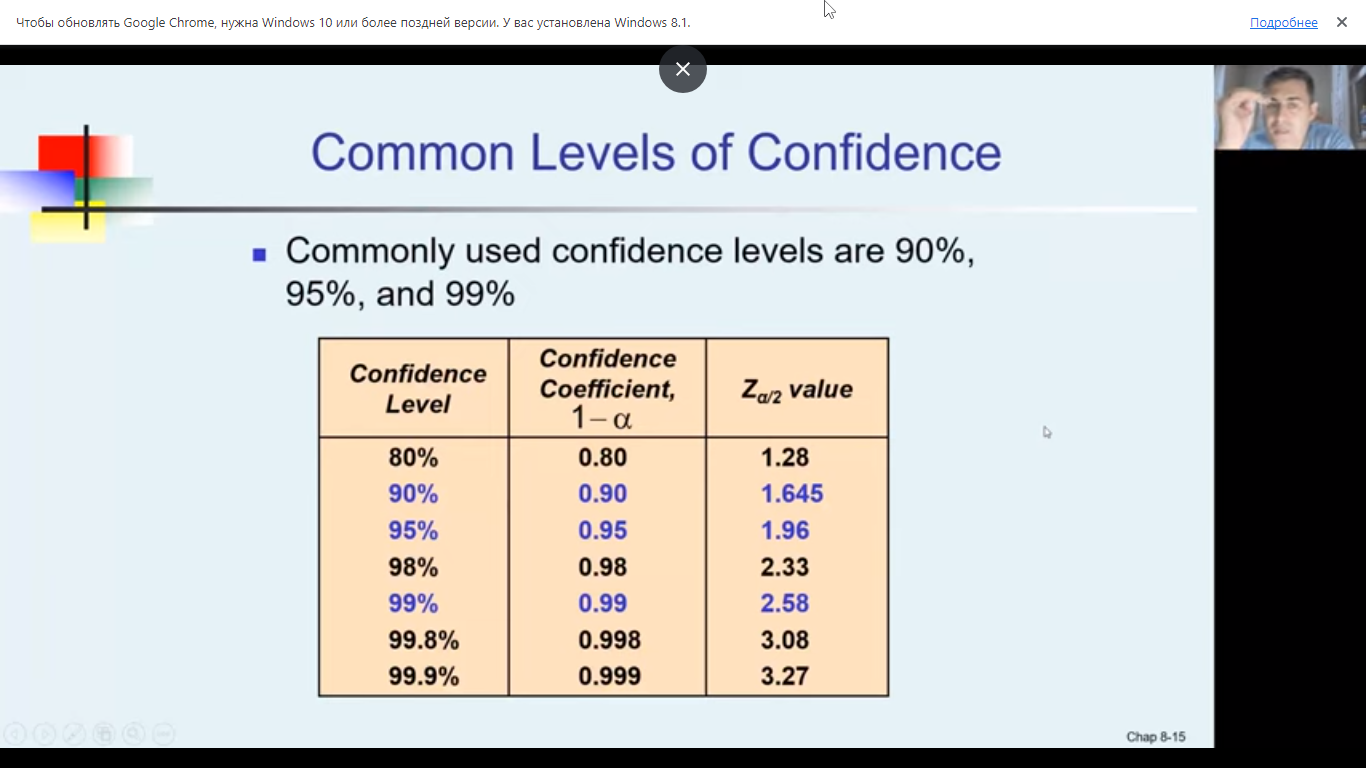 Чтобы обновлять Google Chrome, нужна Windows 10 или более поздней версии. У вас установлена Windows 8.1.
Подробнее
Common Levels of Confidence
Commonly used confidence levels are 90%,
95%, and 99%
Confidence Level
Confidence Coefficient, 1– α
Zα/2 value
80% 0.80 1.28
90% 0.90 1.645
95% 0.95 1.96
98% 0.98 2.33
99% 0.99 2.58
99.8% 0.998 3.08
99.9% 0.999 3.27
Chap 8-15